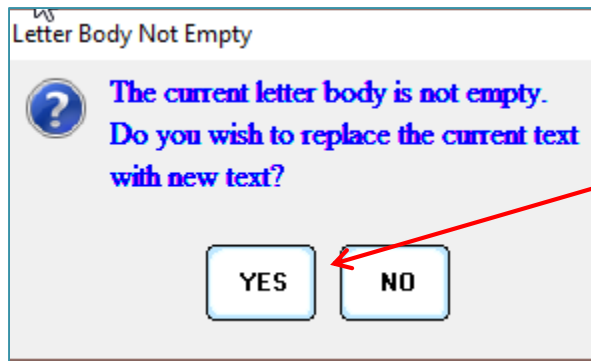 Letter Body Not Empty
The current letter body is not empty.
Do you wish to replace the current text
with new text?
YES NO